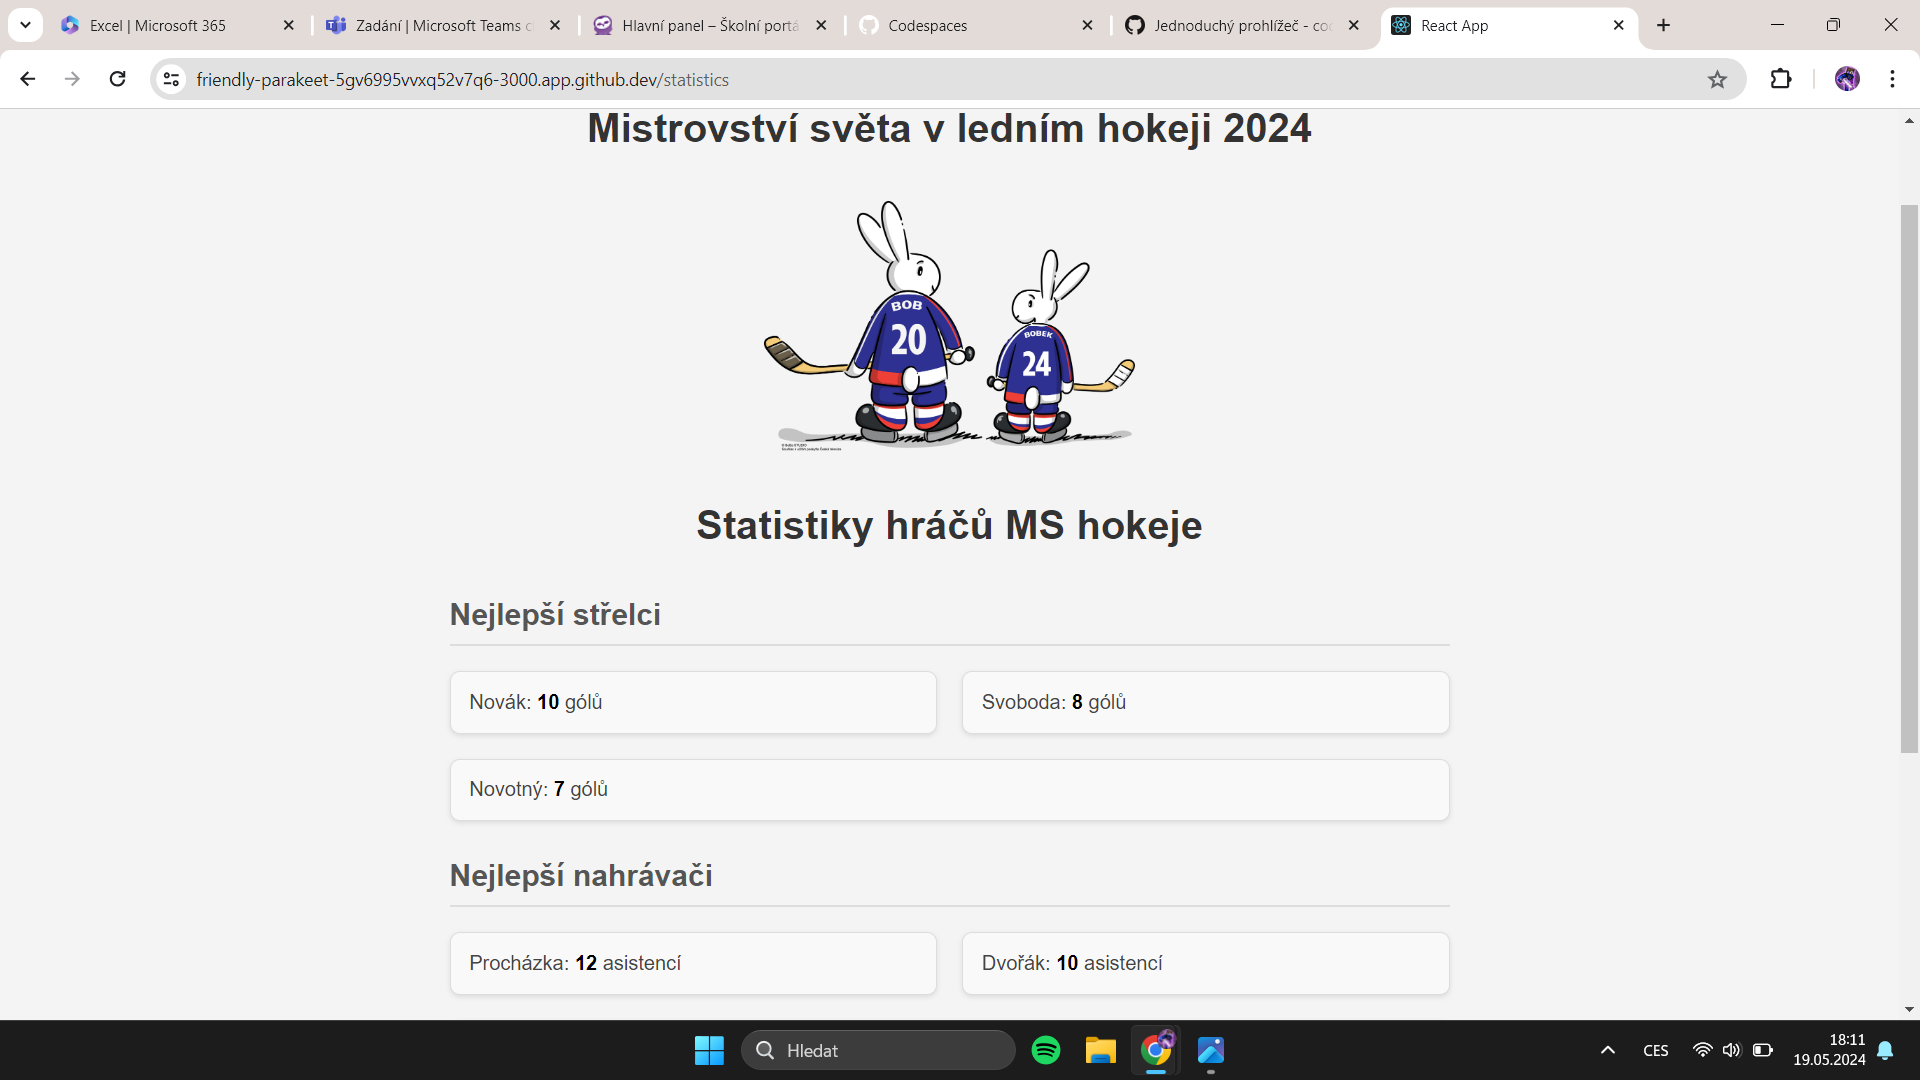 Excel | Microsoft 365
Zadání | Microsoft Teams
Hlavní panel – Školní portá
Codespaces
Jednoduchý prohlížeč - co
React App
friendly-parakeet-5gv6995vvxq52v7q6-3000.app.github.dev/statistics
Mistrovství světa v ledním hokeji 2024
BOB
20
BOBEK
24
Statistiky hráčů MS hokeje
Nejlepší střelci
Novák: 10 gólů
Svoboda: 8 gólů
Novotný: 7 gólů
Nejlepší nahrávači
Procházka: 12 asistencí
Dvořák: 10 asistencí
Hledat
CES
18:11
19.05.2024